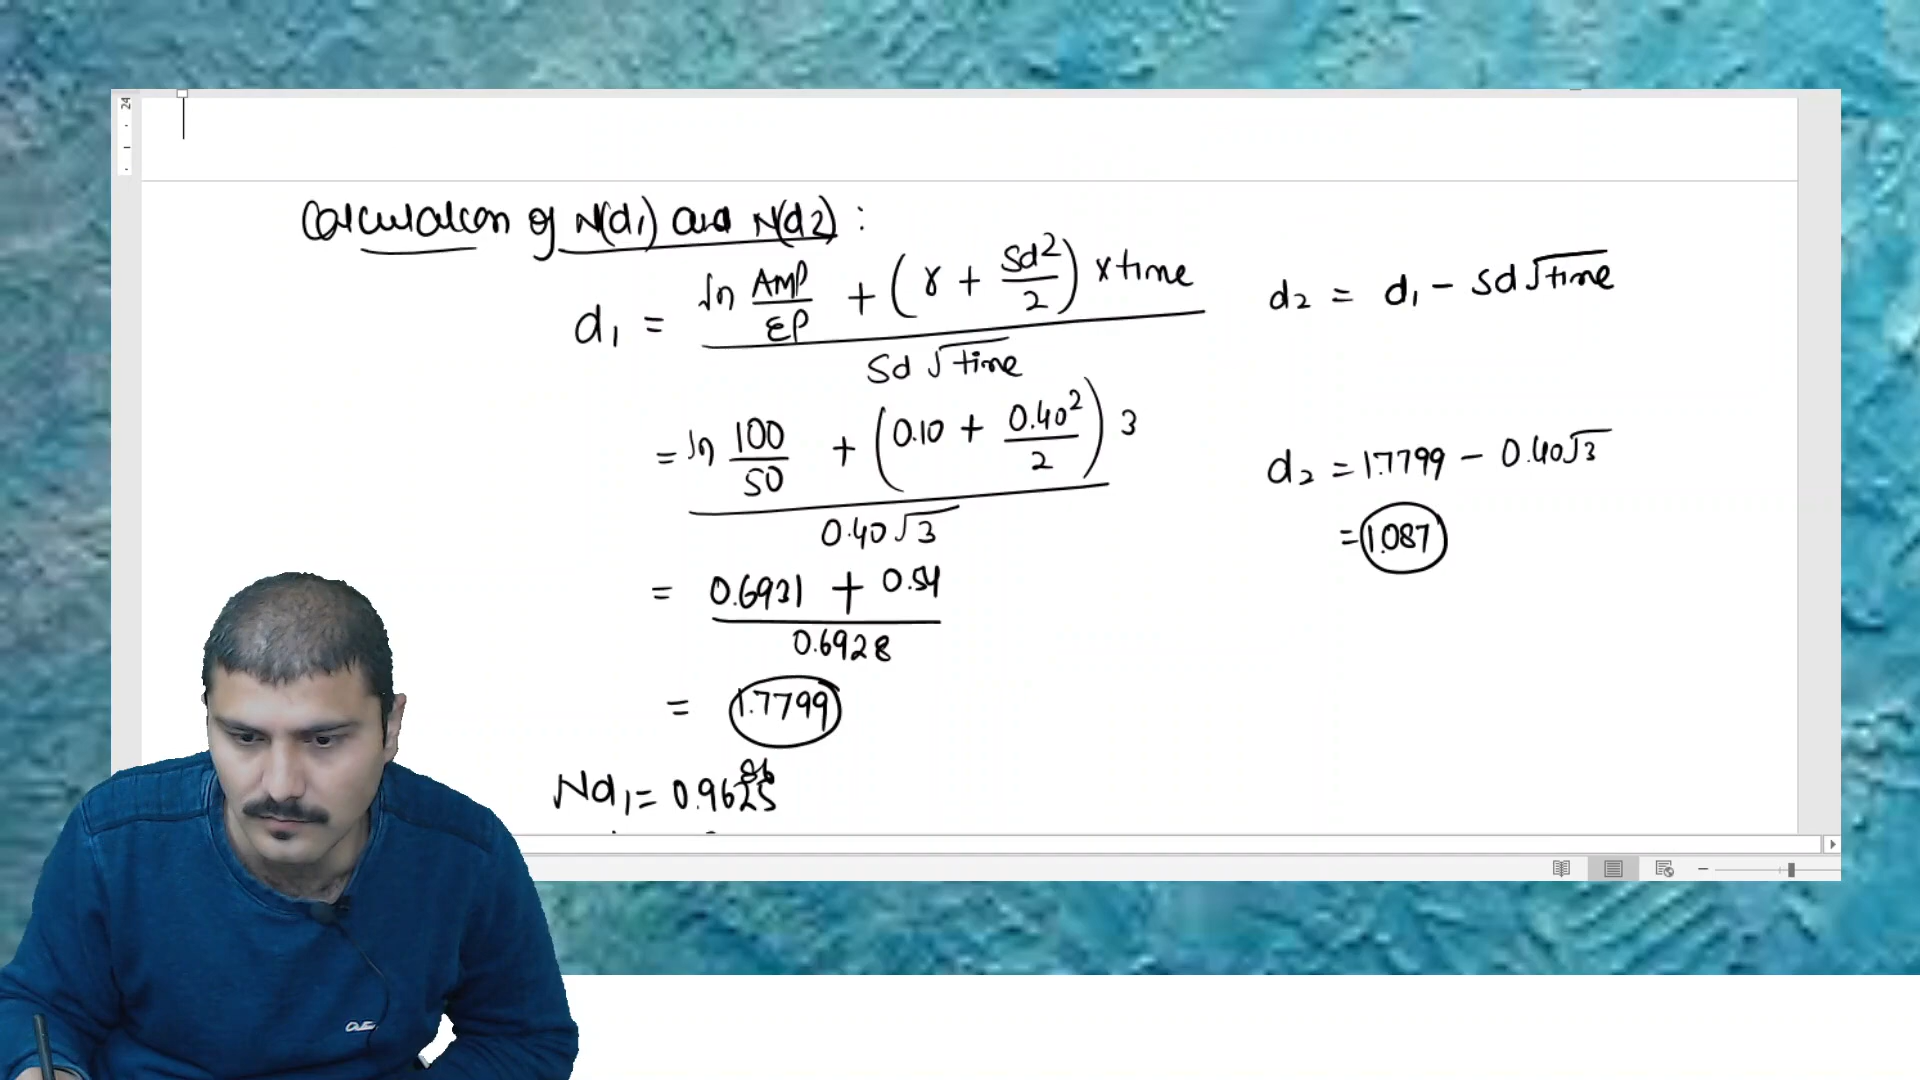 24
Calculation of N(d1) and N(d2) :
d1 = (ln AMP/EP + (r + Sd²/2) x time) / (Sd √time)
d2 = d1 - Sd √time
= (ln 100/50 + (0.10 + 0.40²/2) 3) / (0.40 √3)
d2 = 1.7799 - 0.40 √3
= 1.087
= (0.6931 + 0.54) / 0.6928
= 1.7799
Nd1 = 0.9625
86